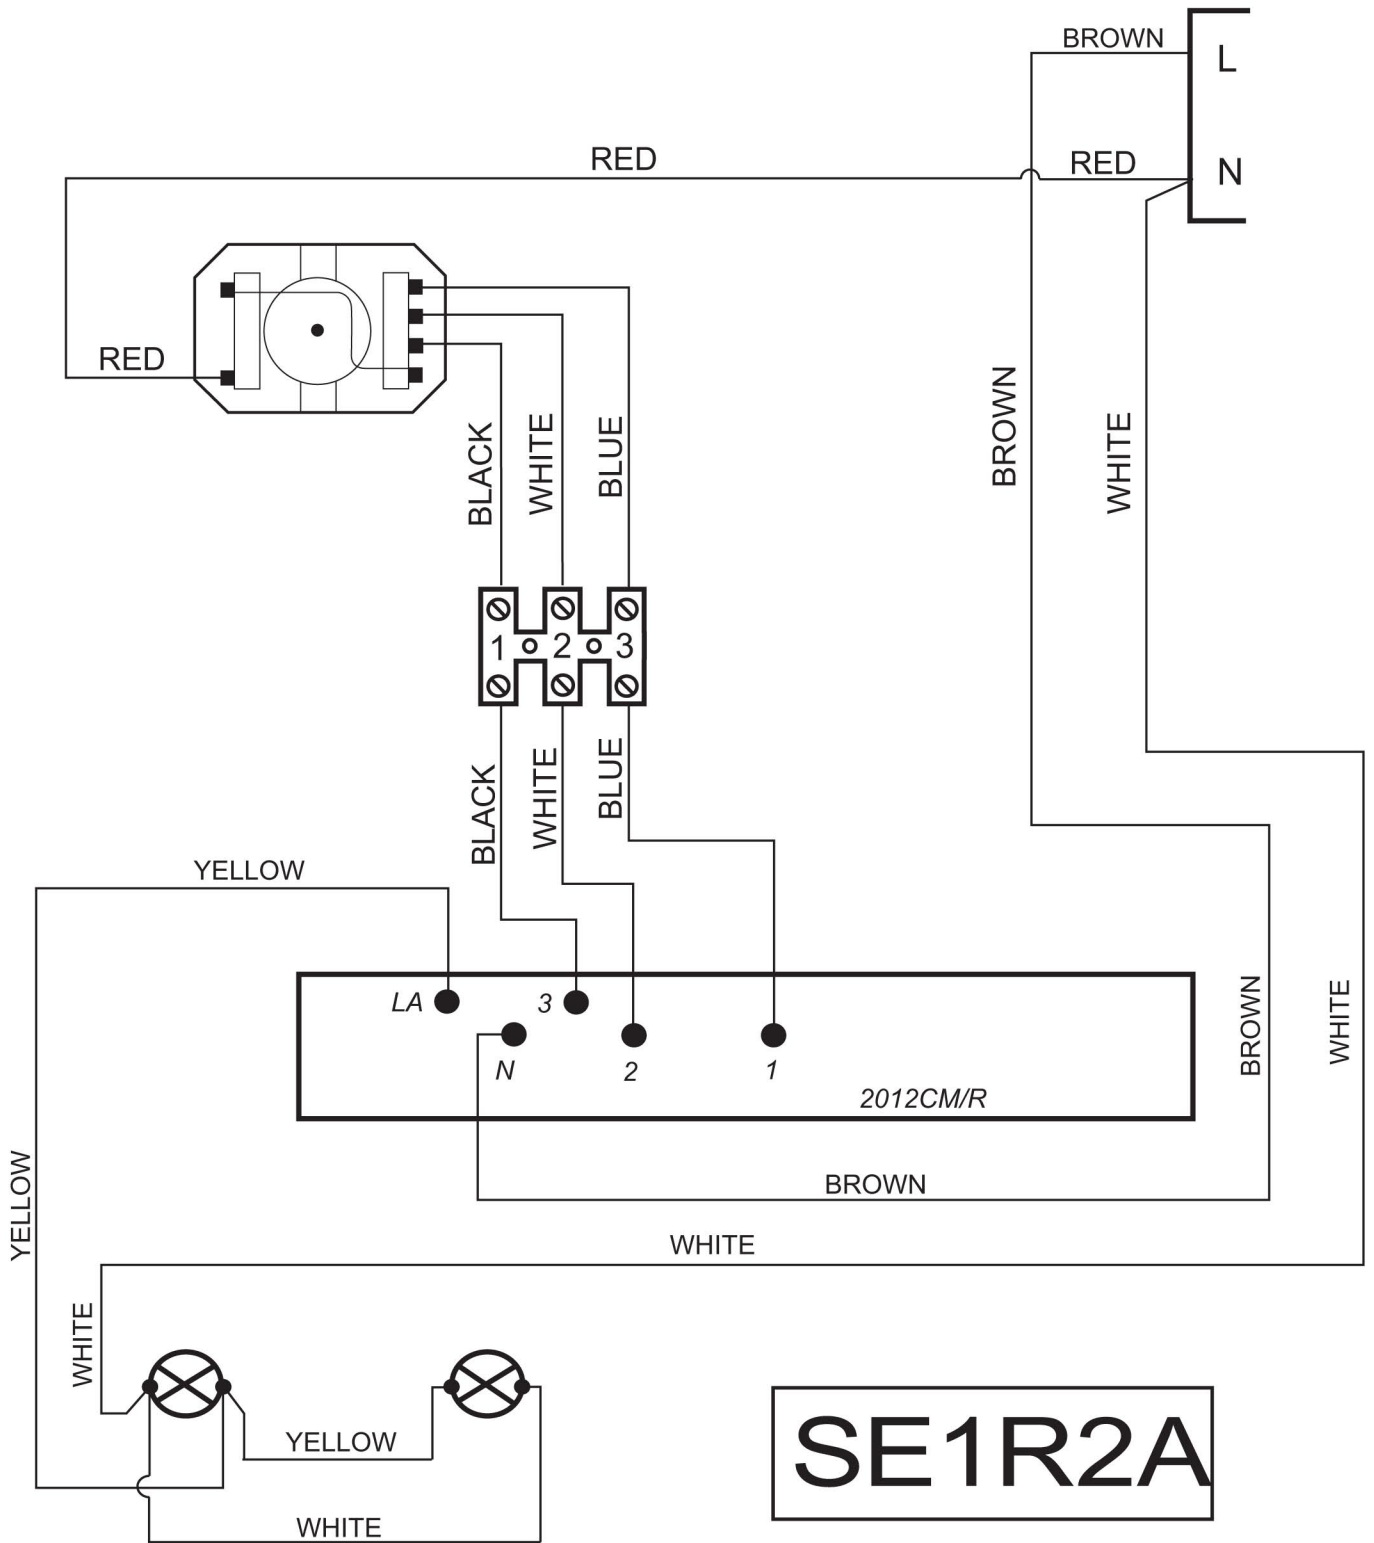 BROWN
L
RED
RED
N
RED
BLACK
WHITE
BLUE
BROWN
WHITE
1
2
3
BLACK
WHITE
BLUE
YELLOW
LA
3
N
2
1
2012CM/R
BROWN
WHITE
BROWN
YELLOW
WHITE
WHITE
YELLOW
WHITE
SE1R2A